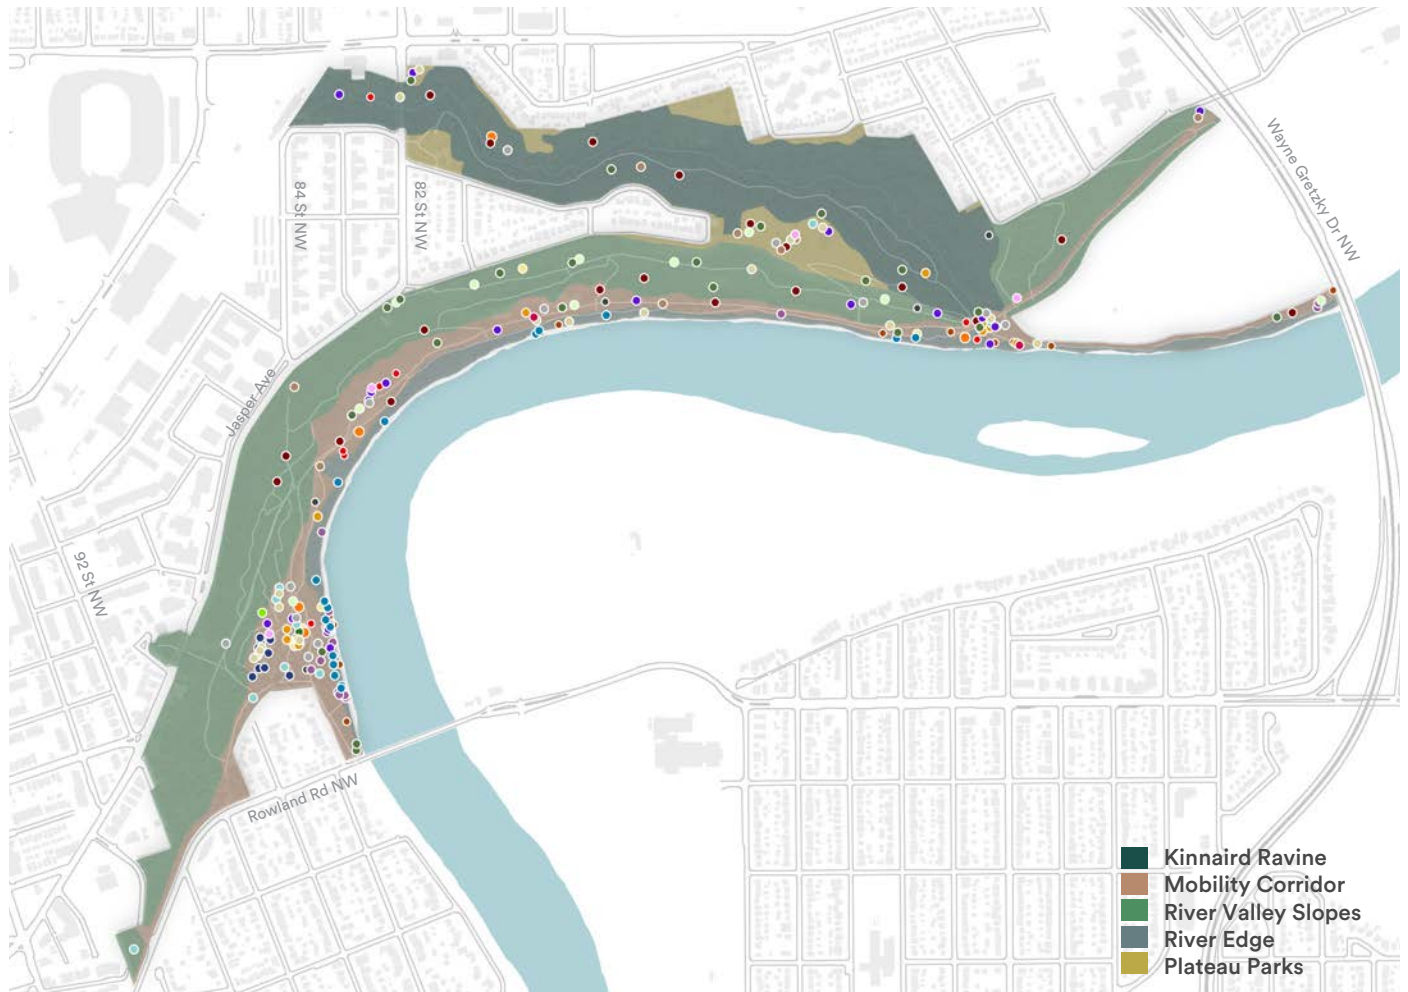 84 St NW
82 St NW
Wayne Gretzky Dr NW
Jasper Ave
92 St NW
Rowland Rd NW
Kinnaird Ravine
Mobility Corridor
River Valley Slopes
River Edge
Plateau Parks